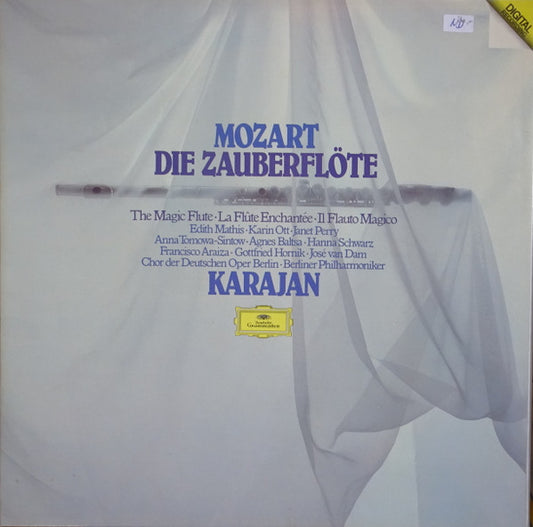 DIGITAL
RECORDING
MOZART
DIE ZAUBERFLÖTE
The Magic Flute · La Flûte Enchantée · Il Flauto Magico
Edith Mathis · Karin Ott · Janet Perry
Anna Tomowa-Sintow · Agnes Baltsa · Hanna Schwarz
Francisco Araiza · Gottfried Hornik · José van Dam
Chor der Deutschen Oper Berlin · Berliner Philharmoniker
KARAJAN
Deutsche
Grammophon